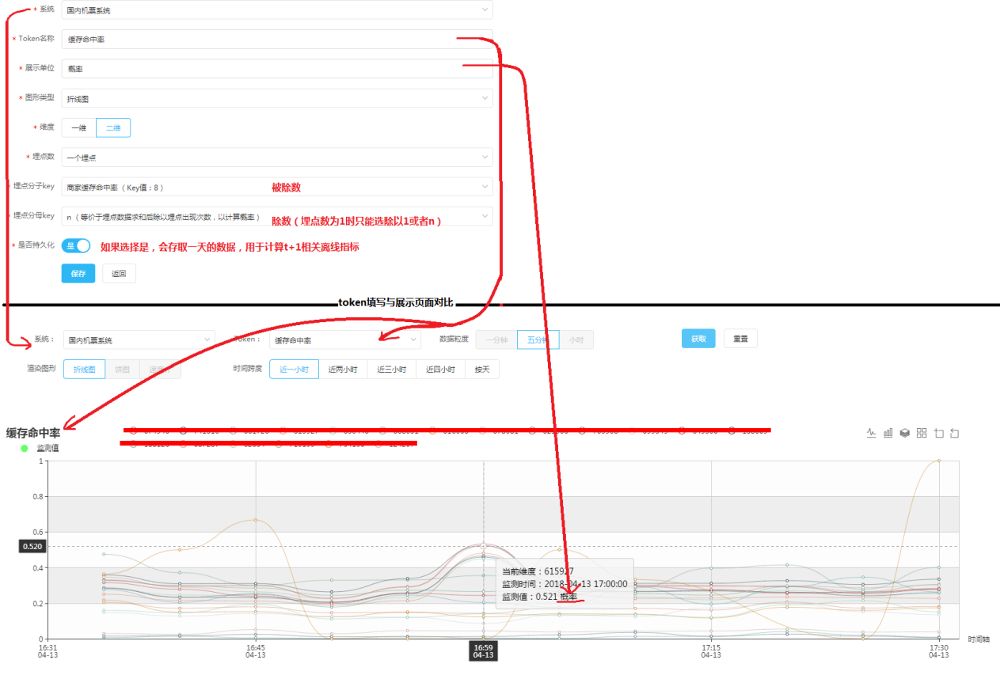 * 系统 国内机票系统
* Token名称 缓存命中率
* 展示单位 概率
* 图形类型 折线图
* 维度 一维 二维
* 埋点数 一个埋点
埋点分子key 商家缓存命中率（Key值：8） 被除数
埋点分母key n（等价于埋点数据求和后除以埋点出现次数，以计算概率） 除数（埋点数为1时只能选除以1或者n）
* 是否持久化 是 如果选择是，会存取一天的数据，用于计算t+1相关离线指标
保存 返回
token填写与展示页面对比
系统： 国内机票系统 Token： 缓存命中率 数据粒度 一分钟 五分钟 小时 获取 重置
渲染图形 折线图 饼图 时间跨度 近一小时 近两小时 近三小时 近四小时 按天
缓存命中率
监测值
1
0.8
0.6
0.520
0.4
0.2
0
当前维度：615927
监测时间：2018-04-13 17:00:00
监测值：0.521 概率
16:31 16:45 16:59 17:15 17:30 时间轴
04-13 04-13 04-13 04-13 04-13